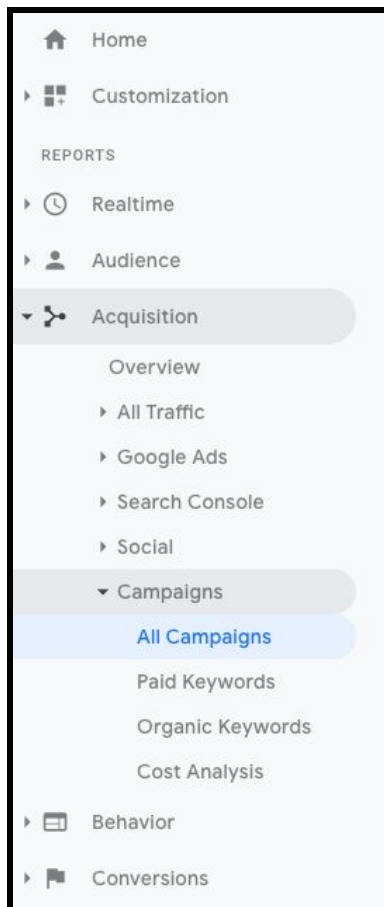 Home
Customization
REPORTS
Realtime
Audience
Acquisition
Overview
All Traffic
Google Ads
Search Console
Social
Campaigns
All Campaigns
Paid Keywords
Organic Keywords
Cost Analysis
Behavior
Conversions